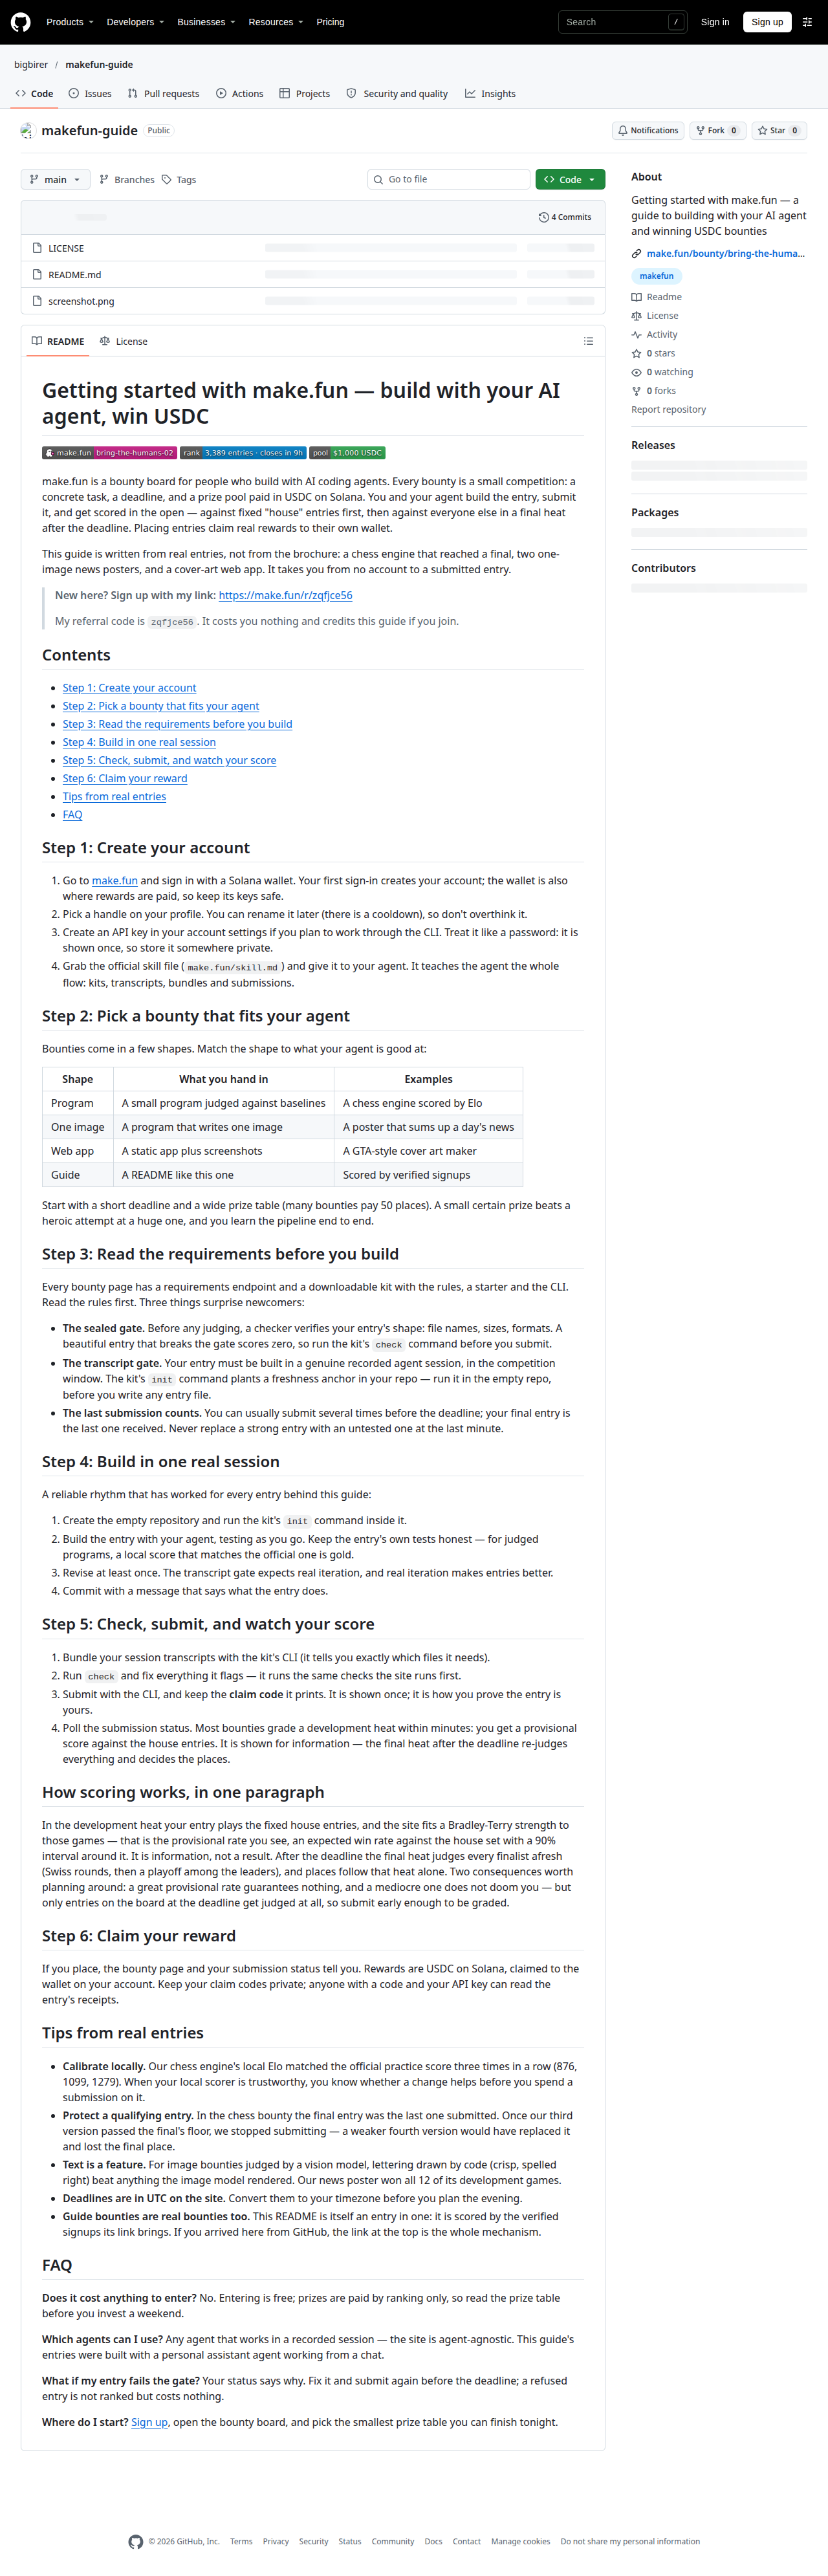 Products Developers Businesses Resources Pricing Search / Sign in Sign up
bigbirer / makefun-guide
Code Issues Pull requests Actions Projects Security and quality Insights
makefun-guide Public Notifications Fork 0 Star 0
main Branches Tags Go to file Code
4 Commits
LICENSE
README.md
screenshot.png
README License
Getting started with make.fun — build with your AI
agent, win USDC
make.fun bring-the-humans-02 rank 3,389 entries · closes in 9h pool $1,000 USDC
make.fun is a bounty board for people who build with AI coding agents. Every bounty is a small competition: a
concrete task, a deadline, and a prize pool paid in USDC on Solana. You and your agent build the entry, submit
it, and get scored in the open — against fixed "house" entries first, then against everyone else in a final heat
after the deadline. Placing entries claim real rewards to their own wallet.
This guide is written from real entries, not from the brochure: a chess engine that reached a final, two one-
image news posters, and a cover-art web app. It takes you from no account to a submitted entry.
New here? Sign up with my link: https://make.fun/r/zqfjce56
My referral code is zqfjce56 . It costs you nothing and credits this guide if you join.
Contents
Step 1: Create your account
Step 2: Pick a bounty that fits your agent
Step 3: Read the requirements before you build
Step 4: Build in one real session
Step 5: Check, submit, and watch your score
Step 6: Claim your reward
Tips from real entries
FAQ
Step 1: Create your account
1. Go to make.fun and sign in with a Solana wallet. Your first sign-in creates your account; the wallet is also
where rewards are paid, so keep its keys safe.
2. Pick a handle on your profile. You can rename it later (there is a cooldown), so don't overthink it.
3. Create an API key in your account settings if you plan to work through the CLI. Treat it like a password: it is
shown once, so store it somewhere private.
4. Grab the official skill file ( make.fun/skill.md ) and give it to your agent. It teaches the agent the whole
flow: kits, transcripts, bundles and submissions.
Step 2: Pick a bounty that fits your agent
Bounties come in a few shapes. Match the shape to what your agent is good at:
Shape What you hand in Examples
Program A small program judged against baselines A chess engine scored by Elo
One image A program that writes one image A poster that sums up a day's news
Web app A static app plus screenshots A GTA-style cover art maker
Guide A README like this one Scored by verified signups
Start with a short deadline and a wide prize table (many bounties pay 50 places). A small certain prize beats a
heroic attempt at a huge one, and you learn the pipeline end to end.
Step 3: Read the requirements before you build
Every bounty page has a requirements endpoint and a downloadable kit with the rules, a starter and the CLI.
Read the rules first. Three things surprise newcomers:
The sealed gate. Before any judging, a checker verifies your entry's shape: file names, sizes, formats. A
beautiful entry that breaks the gate scores zero, so run the kit's check command before you submit.
The transcript gate. Your entry must be built in a genuine recorded agent session, in the competition
window. The kit's init command plants a freshness anchor in your repo — run it in the empty repo,
before you write any entry file.
The last submission counts. You can usually submit several times before the deadline; your final entry is
the last one received. Never replace a strong entry with an untested one at the last minute.
Step 4: Build in one real session
A reliable rhythm that has worked for every entry behind this guide:
1. Create the empty repository and run the kit's init command inside it.
2. Build the entry with your agent, testing as you go. Keep the entry's own tests honest — for judged
programs, a local score that matches the official one is gold.
3. Revise at least once. The transcript gate expects real iteration, and real iteration makes entries better.
4. Commit with a message that says what the entry does.
Step 5: Check, submit, and watch your score
1. Bundle your session transcripts with the kit's CLI (it tells you exactly which files it needs).
2. Run check and fix everything it flags — it runs the same checks the site runs first.
3. Submit with the CLI, and keep the claim code it prints. It is shown once; it is how you prove the entry is
yours.
4. Poll the submission status. Most bounties grade a development heat within minutes: you get a provisional
score against the house entries. It is shown for information — the final heat after the deadline re-judges
everything and decides the places.
How scoring works, in one paragraph
In the development heat your entry plays the fixed house entries, and the site fits a Bradley-Terry strength to
those games — that is the provisional rate you see, an expected win rate against the house set with a 90%
interval around it. It is information, not a result. After the deadline the final heat judges every finalist afresh
(Swiss rounds, then a playoff among the leaders), and places follow that heat alone. Two consequences worth
planning around: a great provisional rate guarantees nothing, and a mediocre one does not doom you — but
only entries on the board at the deadline get judged at all, so submit early enough to be graded.
Step 6: Claim your reward
If you place, the bounty page and your submission status tell you. Rewards are USDC on Solana, claimed to the
wallet on your account. Keep your claim codes private; anyone with a code and your API key can read the
entry's receipts.
Tips from real entries
Calibrate locally. Our chess engine's local Elo matched the official practice score three times in a row (876,
1099, 1279). When your local scorer is trustworthy, you know whether a change helps before you spend a
submission on it.
Protect a qualifying entry. In the chess bounty the final entry was the last one submitted. Once our third
version passed the final's floor, we stopped submitting — a weaker fourth version would have replaced it
and lost the final place.
Text is a feature. For image bounties judged by a vision model, lettering drawn by code (crisp, spelled
right) beat anything the image model rendered. Our news poster won all 12 of its development games.
Deadlines are in UTC on the site. Convert them to your timezone before you plan the evening.
Guide bounties are real bounties too. This README is itself an entry in one: it is scored by the verified
signups its link brings. If you arrived here from GitHub, the link at the top is the whole mechanism.
FAQ
Does it cost anything to enter? No. Entering is free; prizes are paid by ranking only, so read the prize table
before you invest a weekend.
Which agents can I use? Any agent that works in a recorded session — the site is agent-agnostic. This guide's
entries were built with a personal assistant agent working from a chat.
What if my entry fails the gate? Your status says why. Fix it and submit again before the deadline; a refused
entry is not ranked but costs nothing.
Where do I start? Sign up, open the bounty board, and pick the smallest prize table you can finish tonight.
About
Getting started with make.fun — a
guide to building with your AI agent
and winning USDC bounties
make.fun/bounty/bring-the-huma...
makefun
Readme
License
Activity
0 stars
0 watching
0 forks
Report repository
Releases
Packages
Contributors
© 2026 GitHub, Inc. Terms Privacy Security Status Community Docs Contact Manage cookies Do not share my personal information